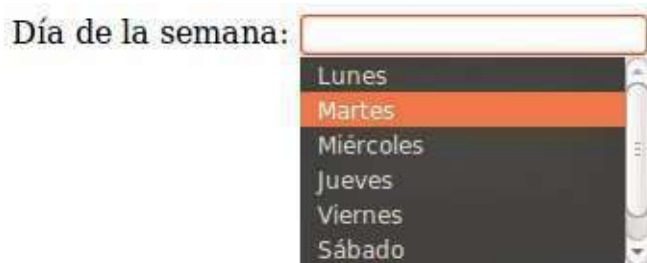 Día de la semana:
Lunes
Martes
Miércoles
Jueves
Viernes
Sábado